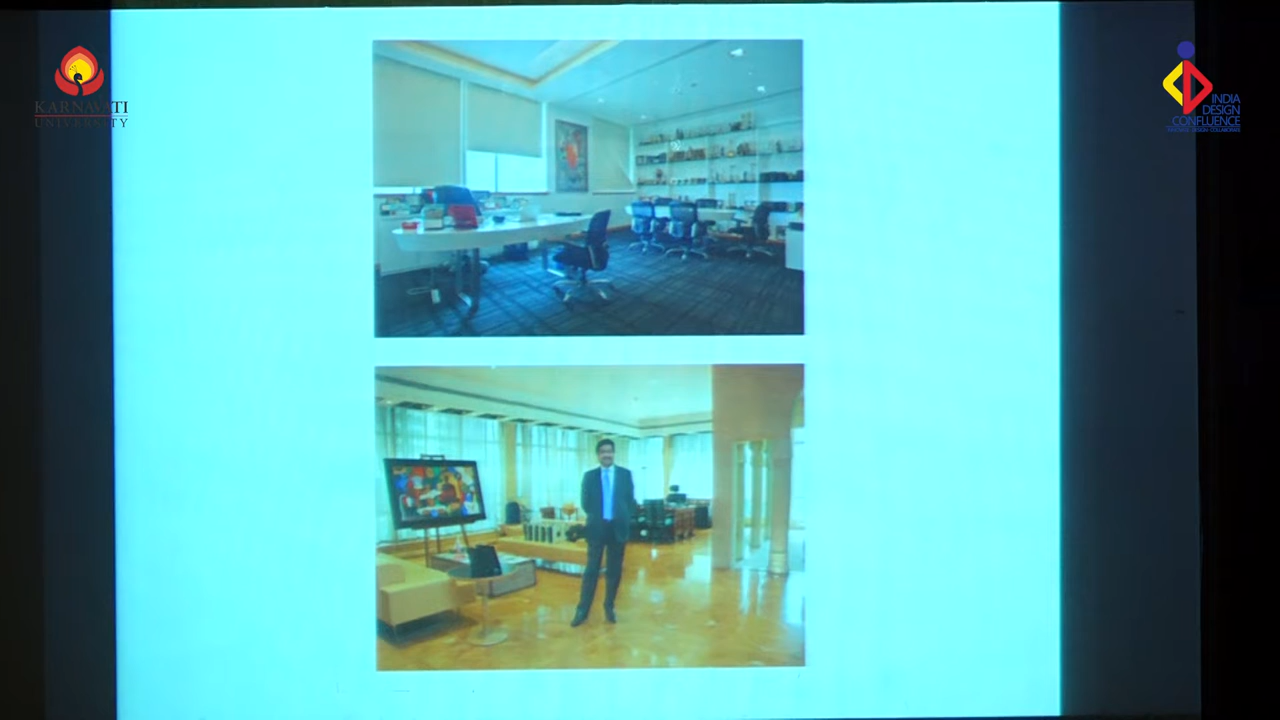 KARNAVATI
UNIVERSITY
INDIA
DESIGN
CONFLUENCE